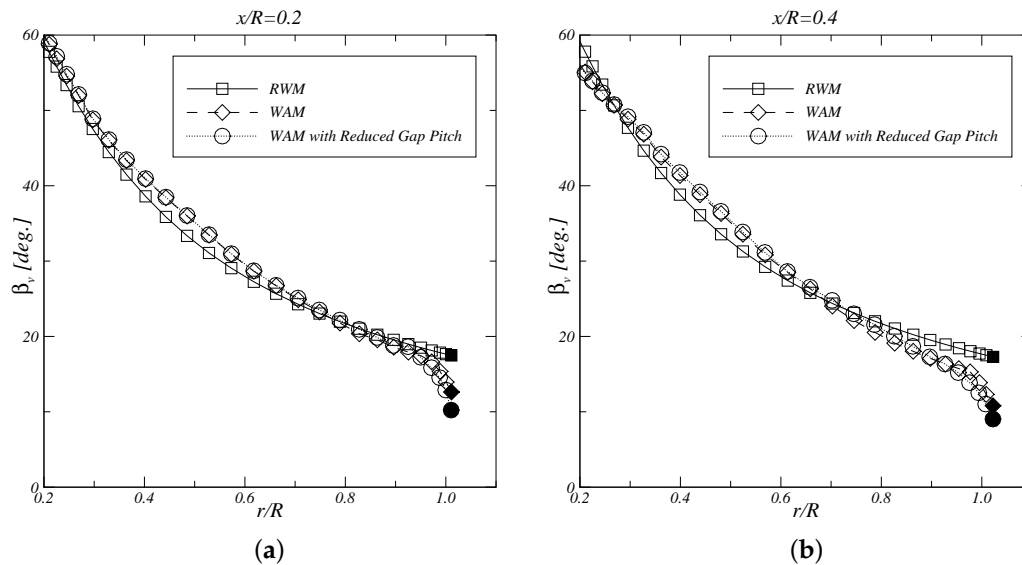 x/R=0.2
60
40
20
0
β_v [deg.]
RWM
WAM
WAM with Reduced Gap Pitch
0.2 0.4 0.6 0.8 1.0
r/R
(a)
x/R=0.4
60
40
20
0
β_v [deg.]
RWM
WAM
WAM with Reduced Gap Pitch
0.2 0.4 0.6 0.8 1.0
r/R
(b)